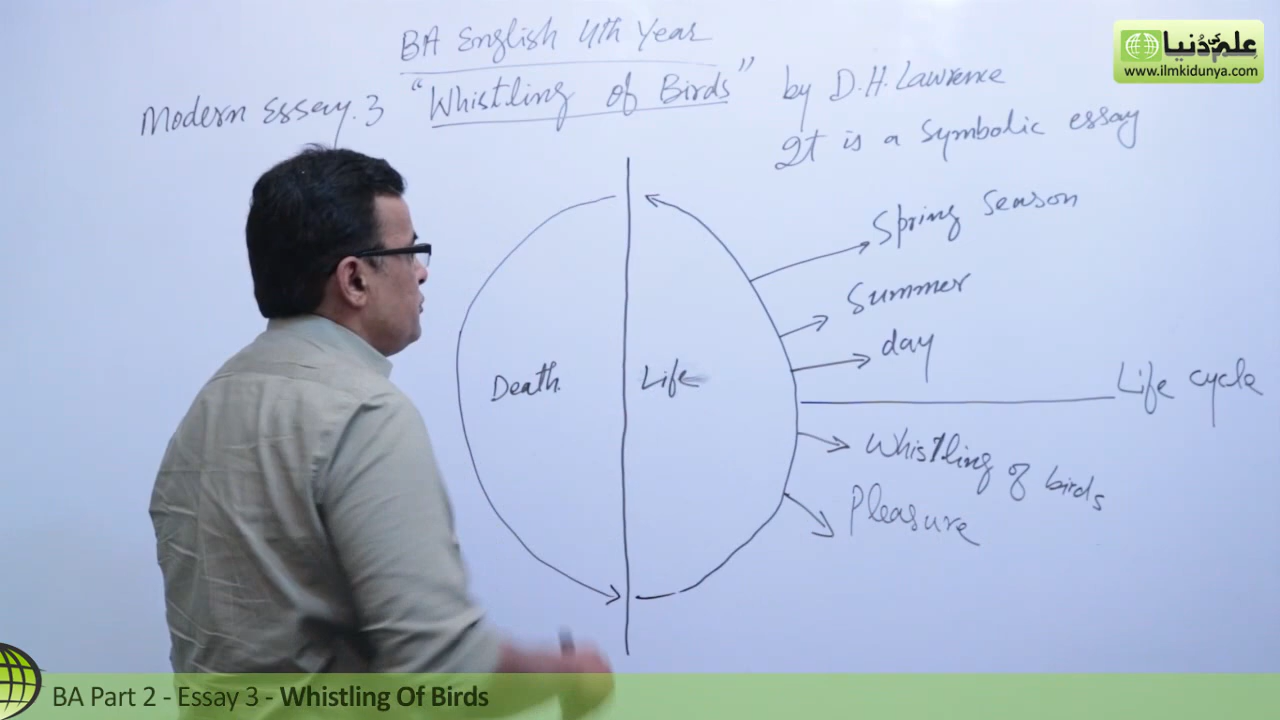 BA English 4th Year
Modern Essay.3 "Whistling of Birds" by D.H. Lawrence
It is a Symbolic essay
Spring Season
Summer
day
Death.
Life
Life cycle
Whistling of birds
Pleasure
علم کی دُنیا
www.ilmkidunya.com
BA Part 2 - Essay 3 - Whistling Of Birds